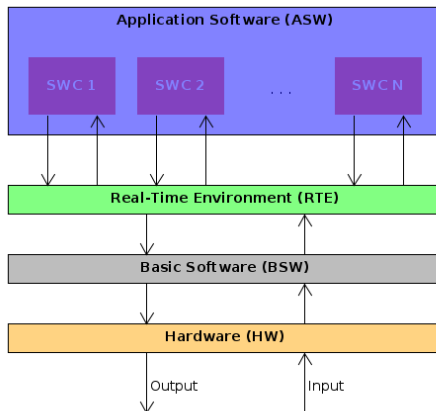 Application Software (ASW)
SWC 1
SWC 2
. . .
SWC N
Real-Time Environment (RTE)
Basic Software (BSW)
Hardware (HW)
Output
Input